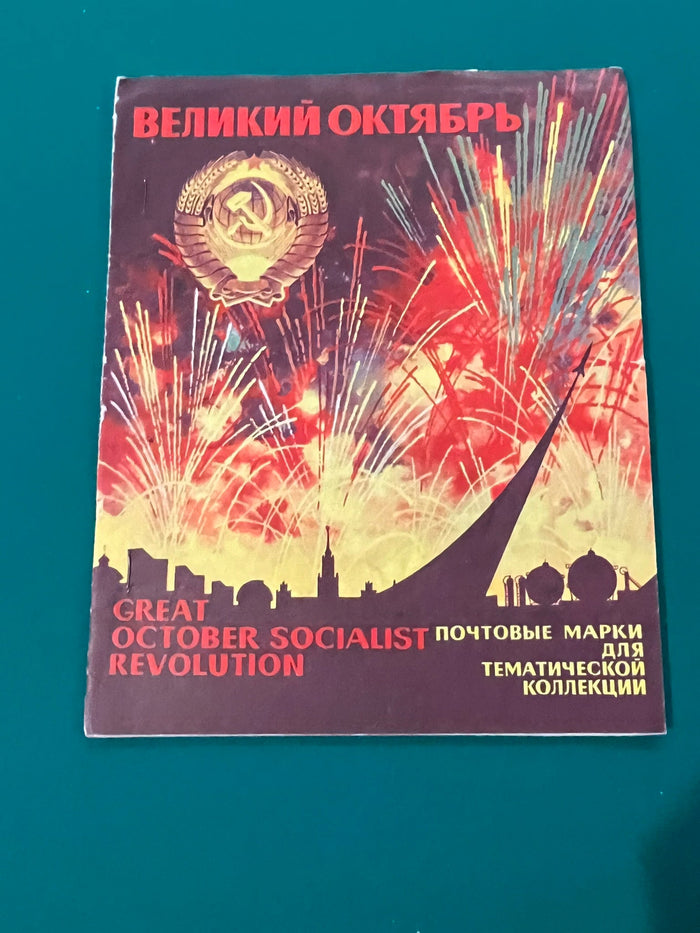 ВЕЛИКИЙ ОКТЯБРЬ
GREAT
OCTOBER SOCIALIST
REVOLUTION
ПОЧТОВЫЕ МАРКИ
ДЛЯ
ТЕМАТИЧЕСКОЙ
КОЛЛЕКЦИИ